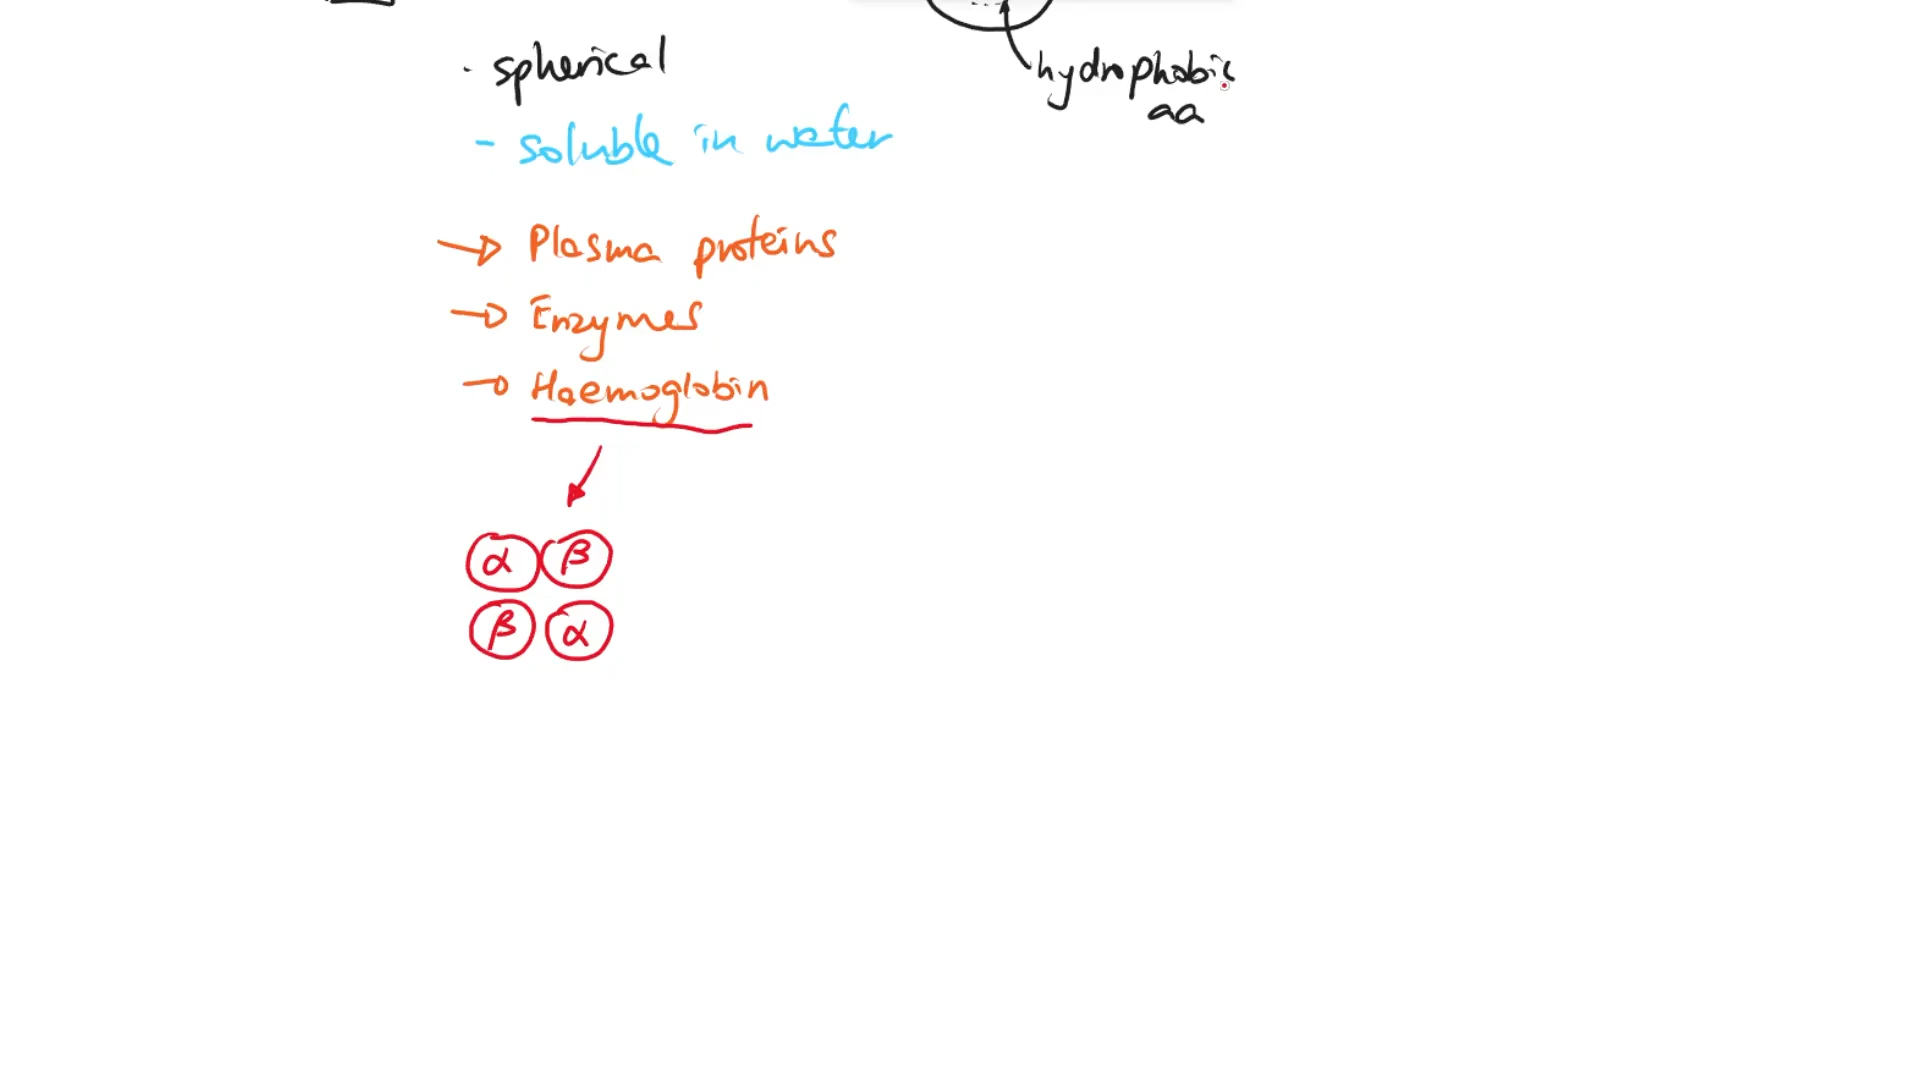 · spherical
- soluble in water
hydrophobic
aa
→ Plasma proteins
→ Enzymes
→ Haemoglobin
α β
β α